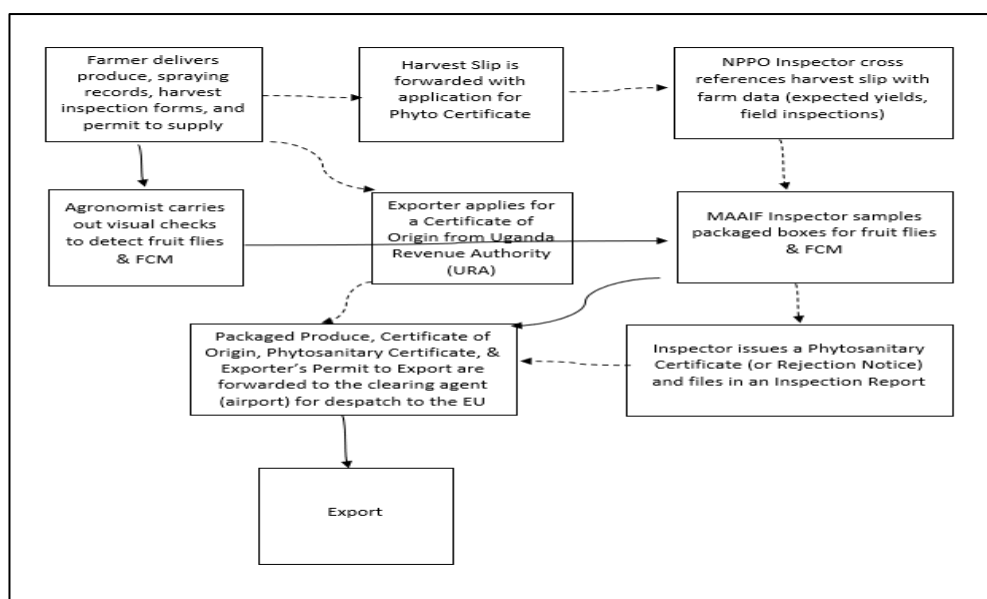 Farmer delivers
produce, spraying
records, harvest
inspection forms, and
permit to supply
Harvest Slip is
forwarded with
application for
Phyto Certificate
NPPO Inspector cross
references harvest slip with
farm data (expected yields,
field inspections)
Agronomist carries
out visual checks
to detect fruit flies
& FCM
Exporter applies for
a Certificate of
Origin from Uganda
Revenue Authority
(URA)
MAAIF Inspector samples
packaged boxes for fruit flies
& FCM
Packaged Produce, Certificate of
Origin, Phytosanitary Certificate, &
Exporter's Permit to Export are
forwarded to the clearing agent
(airport) for despatch to the EU
Inspector issues a Phytosanitary
Certificate (or Rejection Notice)
and files in an Inspection Report
Export